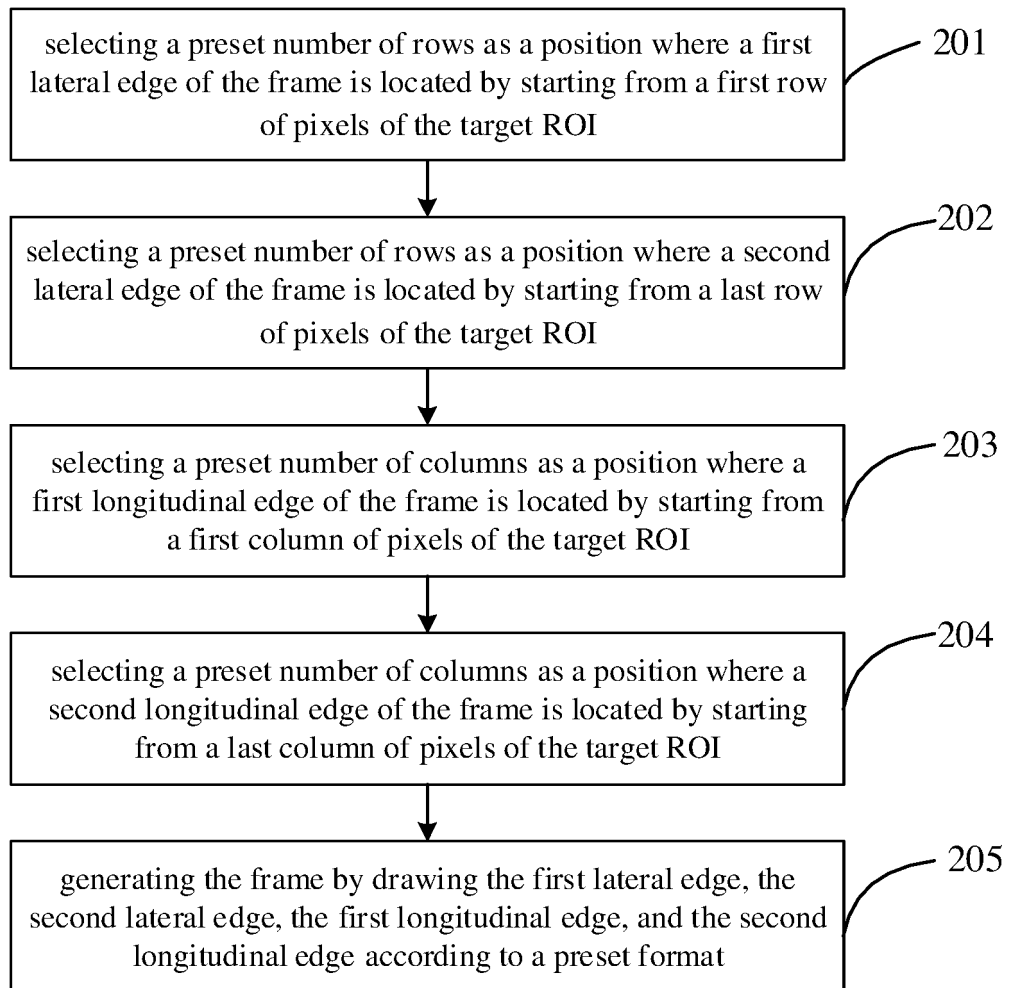 selecting a preset number of rows as a position where a first
lateral edge of the frame is located by starting from a first row
of pixels of the target ROI
201
selecting a preset number of rows as a position where a second
lateral edge of the frame is located by starting from a last row
of pixels of the target ROI
202
selecting a preset number of columns as a position where a
first longitudinal edge of the frame is located by starting from
a first column of pixels of the target ROI
203
selecting a preset number of columns as a position where a
second longitudinal edge of the frame is located by starting
from a last column of pixels of the target ROI
204
generating the frame by drawing the first lateral edge, the
second lateral edge, the first longitudinal edge, and the second
longitudinal edge according to a preset format
205